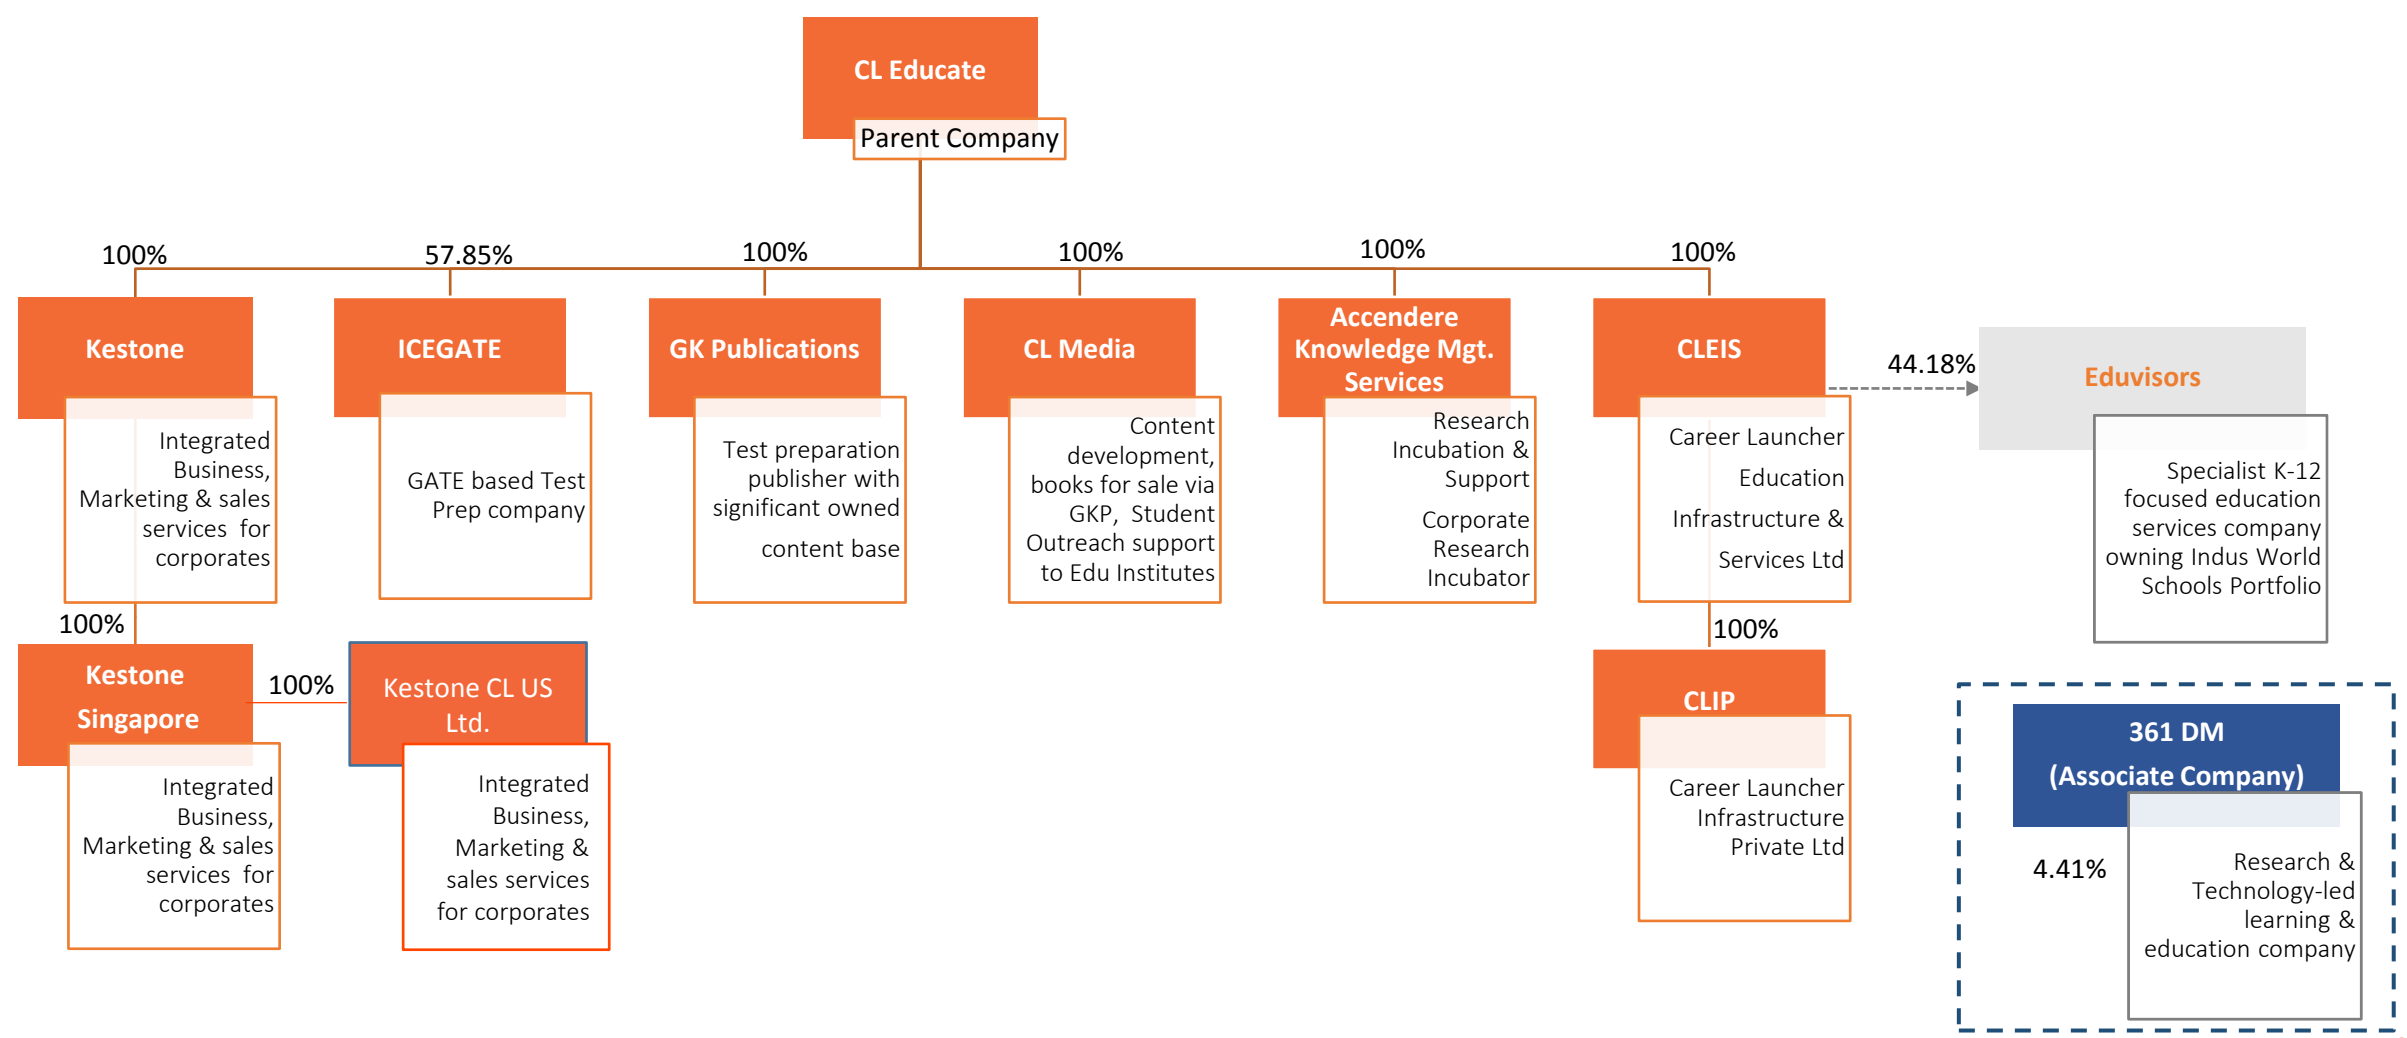 CL Educate
Parent Company
100%
57.85%
100%
100%
100%
100%
Kestone
Integrated
Business,
Marketing & sales
services for
corporates
ICEGATE
GATE based Test
Prep company
GK Publications
Test preparation
publisher with
significant owned
content base
CL Media
Content
development,
books for sale via
GKP, Student
Outreach support
to Edu Institutes
Accendere
Knowledge Mgt.
Services
Research
Incubation &
Support
Corporate
Research
Incubator
CLEIS
Career Launcher
Education
Infrastructure &
Services Ltd
44.18%
Eduvisors
Specialist K-12
focused education
services company
owning Indus World
Schools Portfolio
100%
Kestone
Singapore
Integrated
Business,
Marketing & sales
services for
corporates
100%
Kestone CL US
Ltd.
Integrated
Business,
Marketing &
sales services
for corporates
100%
CLIP
Career Launcher
Infrastructure
Private Ltd
361 DM
(Associate Company)
4.41%
Research &
Technology-led
learning &
education company